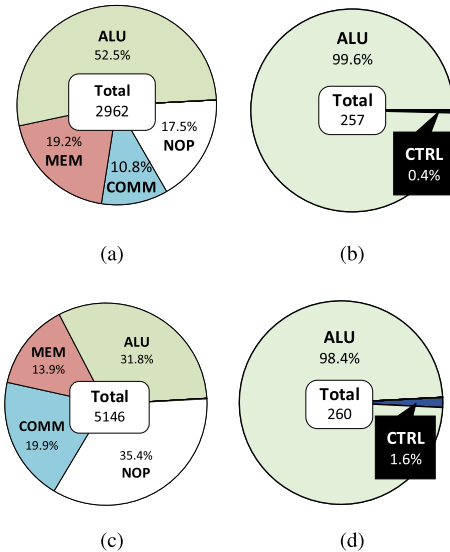 ALU
52.5%
Total
2962
17.5%
NOP
19.2%
MEM
10.8%
COMM
(a)
ALU
99.6%
Total
257
CTRL
0.4%
(b)
MEM
13.9%
ALU
31.8%
Total
5146
COMM
19.9%
35.4%
NOP
(c)
ALU
98.4%
Total
260
CTRL
1.6%
(d)